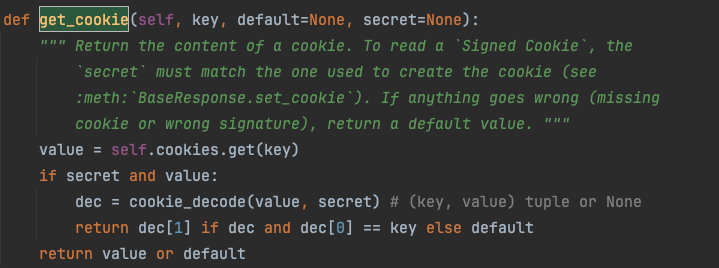 def get_cookie(self, key, default=None, secret=None):
    """ Return the content of a cookie. To read a `Signed Cookie`, the
        `secret` must match the one used to create the cookie (see
        :meth:`BaseResponse.set_cookie`). If anything goes wrong (missing
        cookie or wrong signature), return a default value. """
    value = self.cookies.get(key)
    if secret and value:
        dec = cookie_decode(value, secret) # (key, value) tuple or None
        return dec[1] if dec and dec[0] == key else default
    return value or default